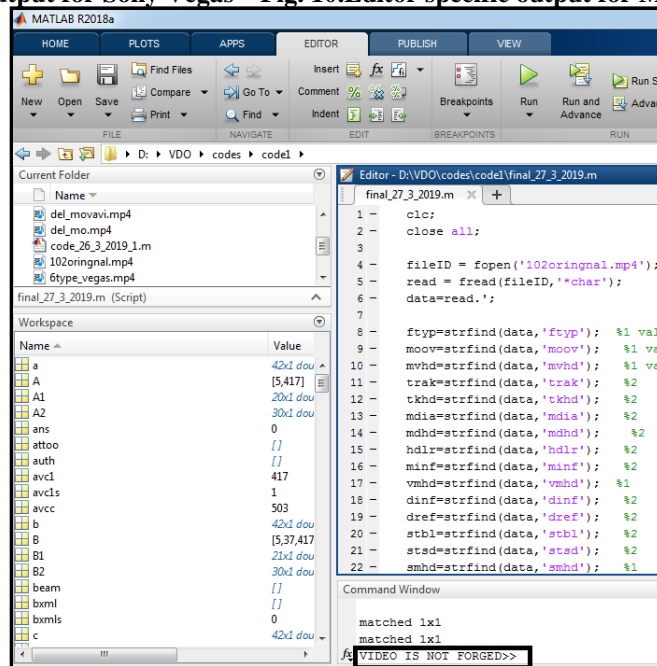 output for Sony Vegas Fig. 10.Editor specific output for M
MATLAB R2018a
HOME PLOTS APPS EDITOR PUBLISH VIEW
New Open Save Find Files Compare Print
Go To Find
Insert fx
Comment
Indent
Breakpoints Run Run and Advance Run S
Advan
FILE NAVIGATE EDIT BREAKPOINTS RUN
D: VDO codes code1
Current Folder
Name
del_movavi.mp4
del_mo.mp4
code_26_3_2019_1.m
102oringnal.mp4
6type_vegas.mp4
final_27_3_2019.m (Script)
Workspace
Name Value
a 42x1 dou
A [5,417]
A1 20x1 dou
A2 30x1 dou
ans 0
attoo []
auth []
avc1 417
avc1s 1
avcc 503
b 42x1 dou
B [5,37,417
B1 21x1 dou
B2 30x1 dou
beam []
bxml []
bxmls 0
c 42x1 dou
Editor - D:\VDO\codes\code1\final_27_3_2019.m
final_27_3_2019.m +
1 - clc;
2 - close all;
3
4 - fileID = fopen('102oringnal.mp4');
5 - read = fread(fileID,'*char');
6 - data=read.';
7
8 - ftyp=strfind(data,'ftyp'); %1 val
9 - moov=strfind(data,'moov'); %1 va
10 - mvhd=strfind(data,'mvhd'); %1 va
11 - trak=strfind(data,'trak'); %2
12 - tkhd=strfind(data,'tkhd'); %2
13 - mdia=strfind(data,'mdia'); %2
14 - mdhd=strfind(data,'mdhd'); %2
15 - hdlr=strfind(data,'hdlr'); %2
16 - minf=strfind(data,'minf'); %2
17 - vmhd=strfind(data,'vmhd'); %1
18 - dinf=strfind(data,'dinf'); %2
19 - dref=strfind(data,'dref'); %2
20 - stbl=strfind(data,'stbl'); %2
21 - stsd=strfind(data,'stsd'); %2
22 - smhd=strfind(data,'smhd'); %1
Command Window
matched 1x1
matched 1x1
fx VIDEO IS NOT FORGED>>